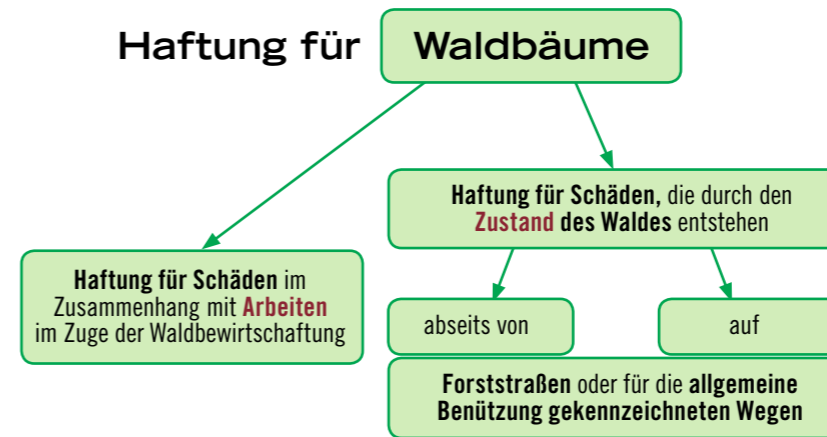 Haftung für Waldbäume
Haftung für Schäden, die durch den
Zustand des Waldes entstehen
Haftung für Schäden im
Zusammenhang mit Arbeiten
im Zuge der Waldbewirtschaftung
abseits von
auf
Forststraßen oder für die allgemeine
Benützung gekennzeichneten Wegen